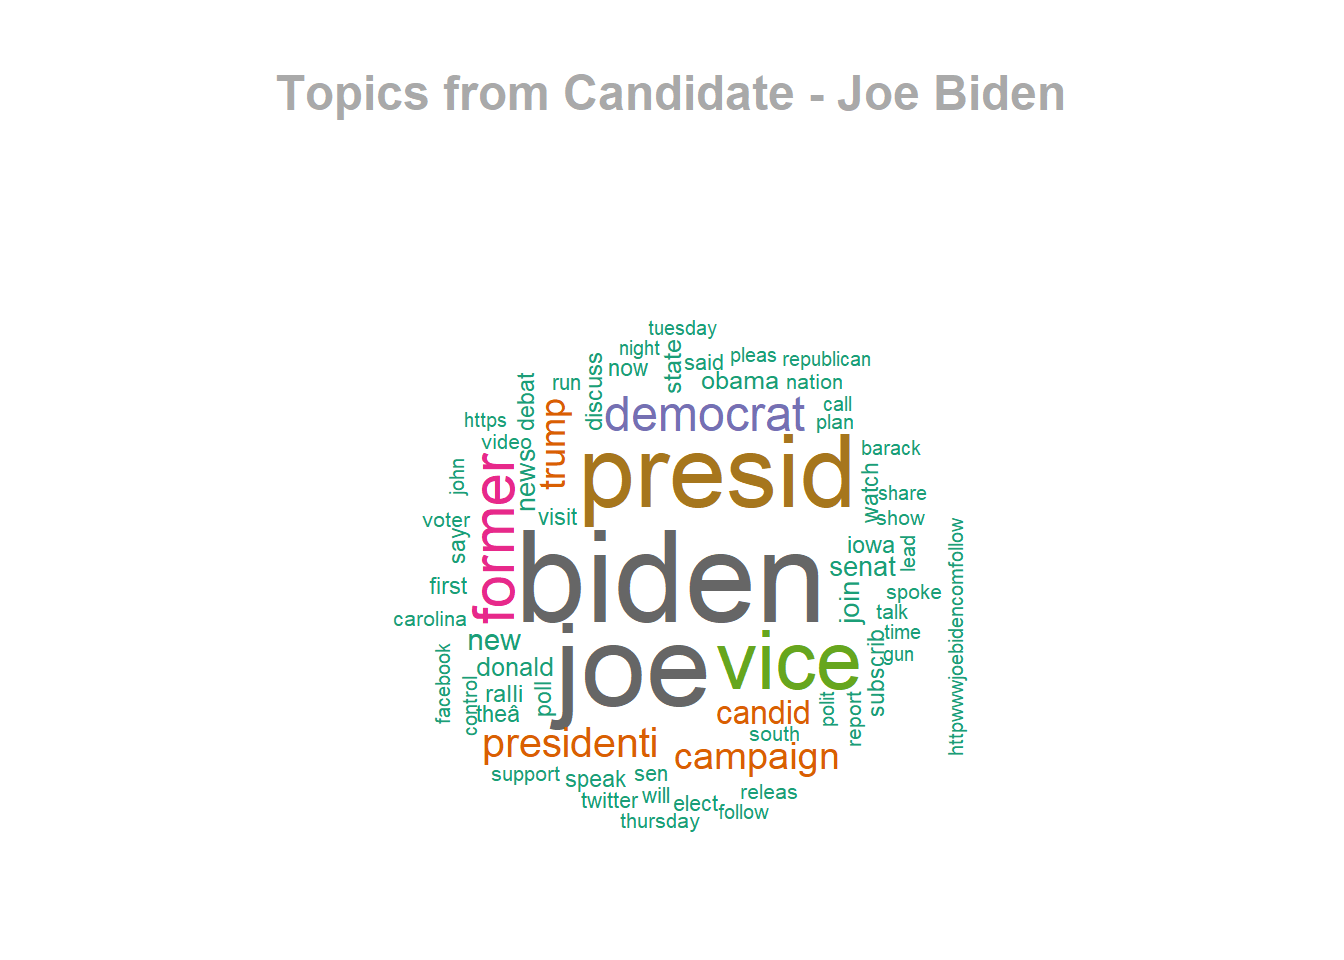 Topics from Candidate - Joe Biden
tuesday
night
state
said
pleas
republican
run
discuss
now
obama
nation
debat
https
video
trump
democrat
call
plan
presid
barack
john
former
news
watch
share
show
voter
say
visit
biden
iowa
lead
senat
httpwwwjoebidencomfollow
first
join
spoke
talk
carolina
new
joe
vice
subscrib
time
gun
facebook
control
donald
ralli
theâ
poll
candid
polit
report
presidenti
south
campaign
support
speak
sen
twitter
will
elect
releas
follow
thursday